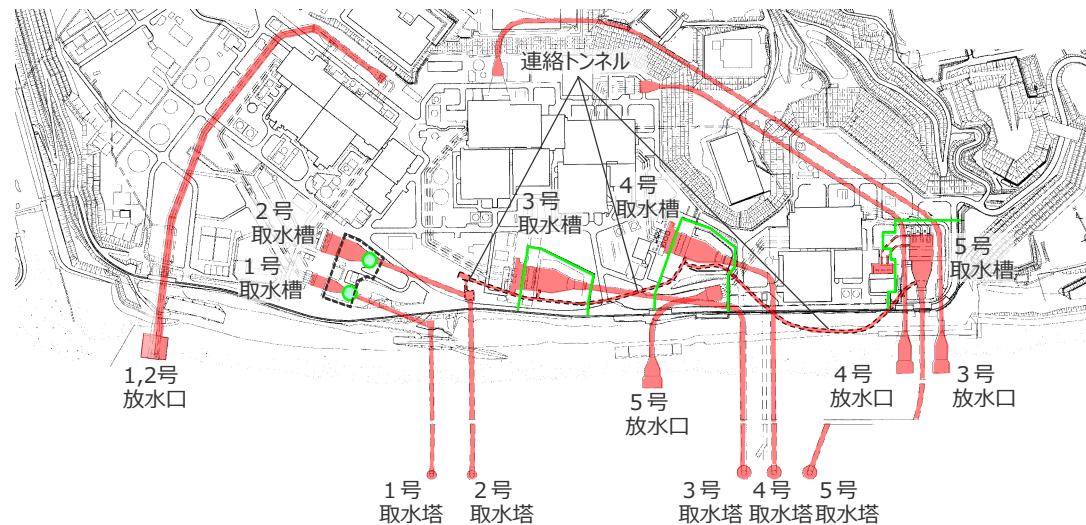 連絡トンネル
２号
取水槽
１号
取水槽
３号
取水槽
４号
取水槽
５号
取水槽
1,2号
放水口
５号
放水口
４号
放水口
３号
放水口
１号
取水塔
２号
取水塔
３号
取水塔
４号
取水塔
５号
取水塔